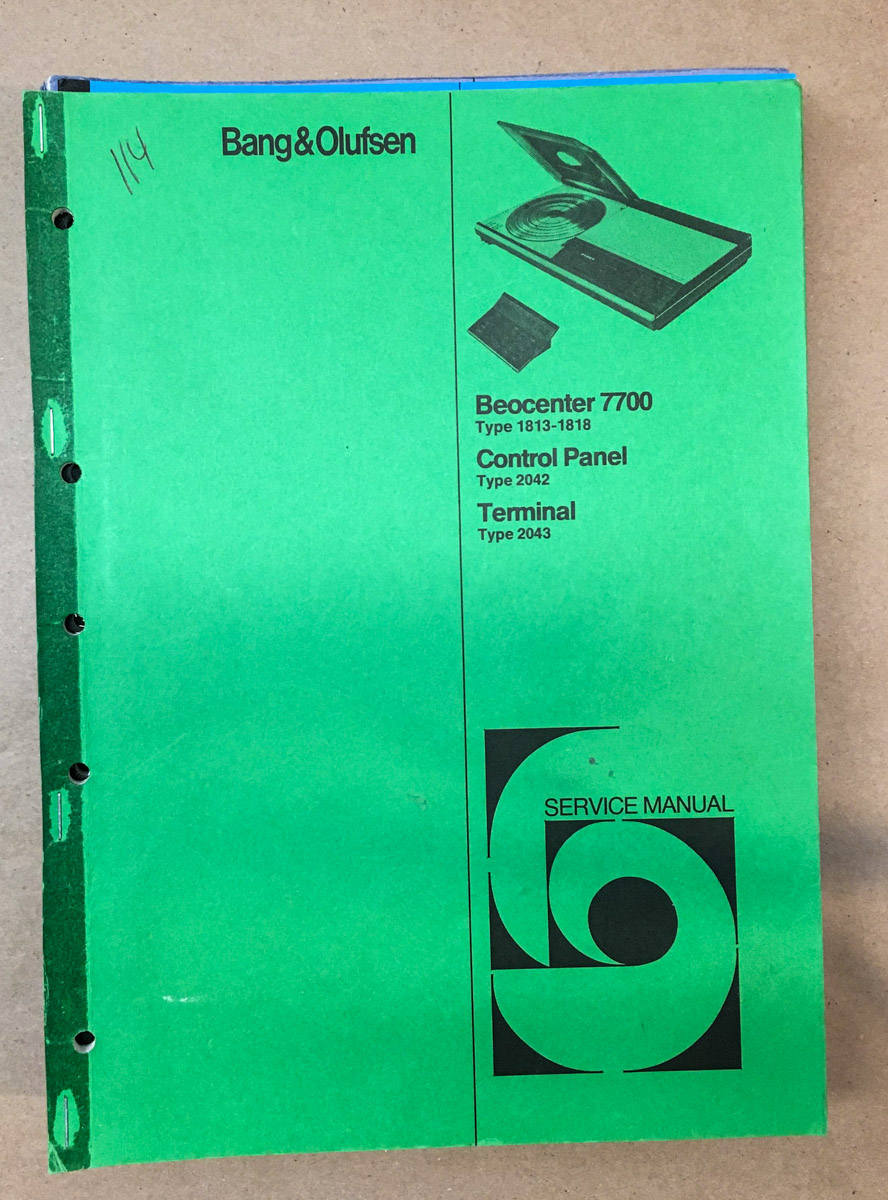 114
Bang&Olufsen
Beocenter 7700
Type 1813-1818
Control Panel
Type 2042
Terminal
Type 2043
SERVICE MANUAL